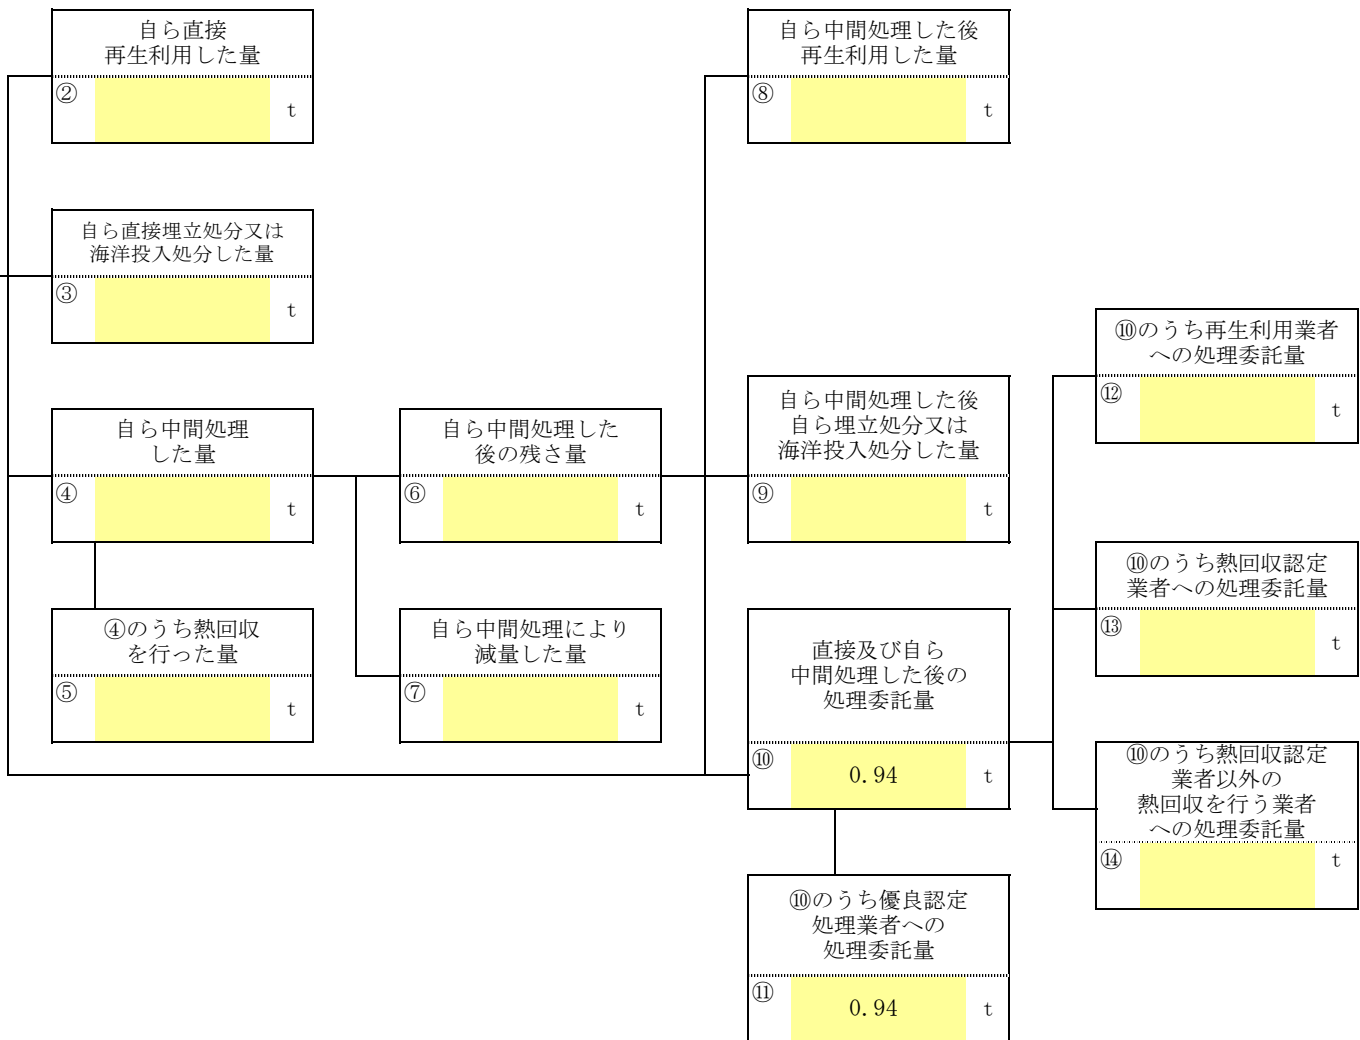 自ら直接
再生利用した量
②
t
自ら中間処理した後
再生利用した量
⑧
t
自ら直接埋立処分又は
海洋投入処分した量
③
t
⑩のうち再生利用業者
への処理委託量
⑫
t
自ら中間処理
した量
④
t
自ら中間処理した
後の残さ量
⑥
t
自ら中間処理した後
自ら埋立処分又は
海洋投入処分した量
⑨
t
⑩のうち熱回収認定
業者への処理委託量
⑬
t
④のうち熱回収
を行った量
⑤
t
自ら中間処理により
減量した量
⑦
t
直接及び自ら
中間処理した後の
処理委託量
⑩ 0.94 t
⑩のうち熱回収認定
業者以外の
熱回収を行う業者
への処理委託量
⑭
t
⑩のうち優良認定
処理業者への
処理委託量
⑪ 0.94 t